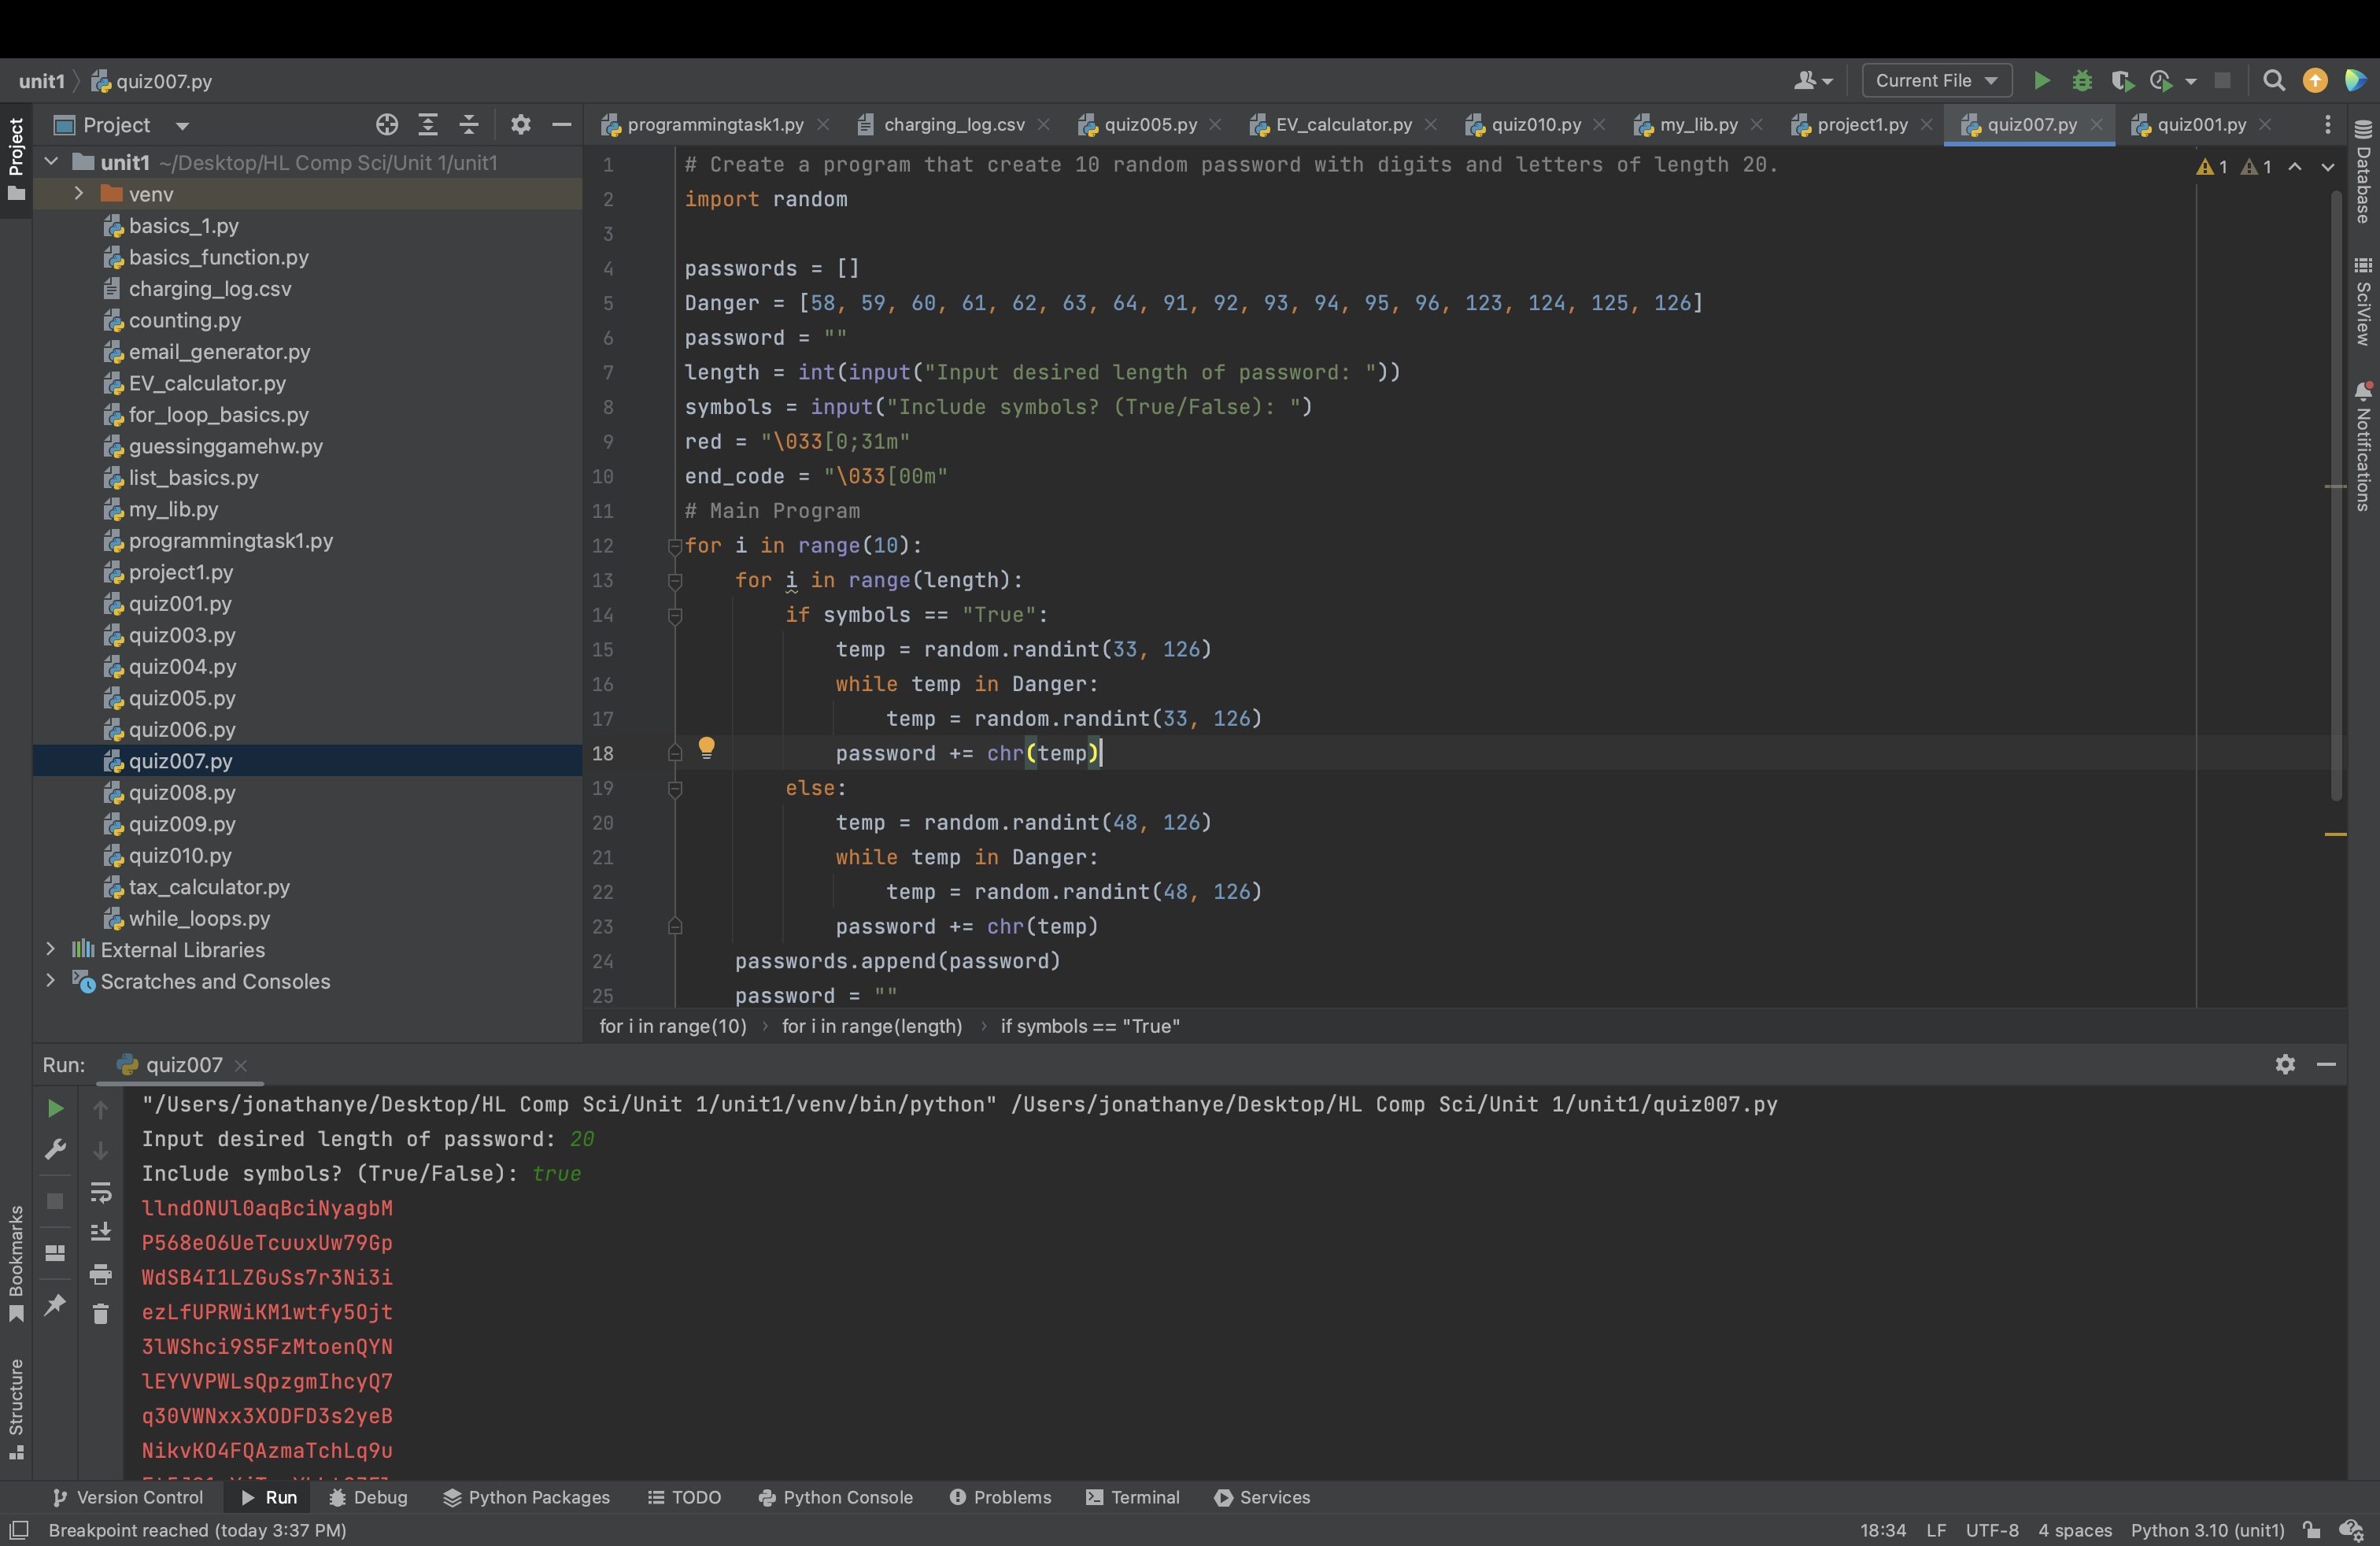 unit1 quiz007.py Current File
Project
programmingtask1.py charging_log.csv quiz005.py EV_calculator.py quiz010.py my_lib.py project1.py quiz007.py quiz001.py
Project
unit1 ~/Desktop/HL Comp Sci/Unit 1/unit1
venv
basics_1.py
basics_function.py
charging_log.csv
counting.py
email_generator.py
EV_calculator.py
for_loop_basics.py
guessinggamehw.py
list_basics.py
my_lib.py
programmingtask1.py
project1.py
quiz001.py
quiz003.py
quiz004.py
quiz005.py
quiz006.py
quiz007.py
quiz008.py
quiz009.py
quiz010.py
tax_calculator.py
while_loops.py
External Libraries
Scratches and Consoles
1 # Create a program that create 10 random password with digits and letters of length 20.
2 import random
3
4 passwords = []
5 Danger = [58, 59, 60, 61, 62, 63, 64, 91, 92, 93, 94, 95, 96, 123, 124, 125, 126]
6 password = ""
7 length = int(input("Input desired length of password: "))
8 symbols = input("Include symbols? (True/False): ")
9 red = "\033[0;31m"
10 end_code = "\033[00m"
11 # Main Program
12 for i in range(10):
13 for i in range(length):
14 if symbols == "True":
15 temp = random.randint(33, 126)
16 while temp in Danger:
17 temp = random.randint(33, 126)
18 password += chr(temp)
19 else:
20 temp = random.randint(48, 126)
21 while temp in Danger:
22 temp = random.randint(48, 126)
23 password += chr(temp)
24 passwords.append(password)
25 password = ""
1 1
Database
SciView
Notifications
for i in range(10) for i in range(length) if symbols == "True"
Run: quiz007
"/Users/jonathanye/Desktop/HL Comp Sci/Unit 1/unit1/venv/bin/python" /Users/jonathanye/Desktop/HL Comp Sci/Unit 1/unit1/quiz007.py
Input desired length of password: 20
Include symbols? (True/False): true
llndONUl0aqBciNyagbM
P568eO6UeTcuuxUw79Gp
WdSB4I1LZGuSs7r3Ni3i
ezLfUPRWiKM1wtfy5Ojt
3lWShci9S5FzMtoenQYN
lEYVVPWLsQpzgmIhcyQ7
q30VWNxx3XODFD3s2yeB
NikvKO4FQAzmaTchLq9u
Bookmarks
Structure
Version Control Run Debug Python Packages TODO Python Console Problems Terminal Services
Breakpoint reached (today 3:37 PM) 18:34 LF UTF-8 4 spaces Python 3.10 (unit1)